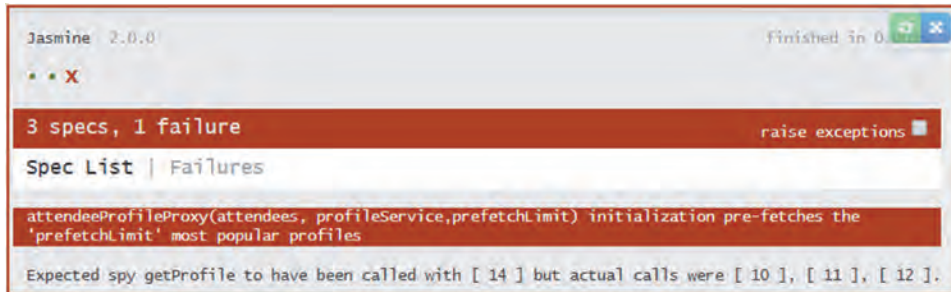 Jasmine 2.0.0
finished in 0.
• • X
3 specs, 1 failure
raise exceptions
Spec List | Failures
attendeeProfileProxy(attendees, profileService,prefetchLimit) initialization pre-fetches the
'prefetchLimit' most popular profiles
Expected spy getProfile to have been called with [ 14 ] but actual calls were [ 10 ], [ 11 ], [ 12 ].